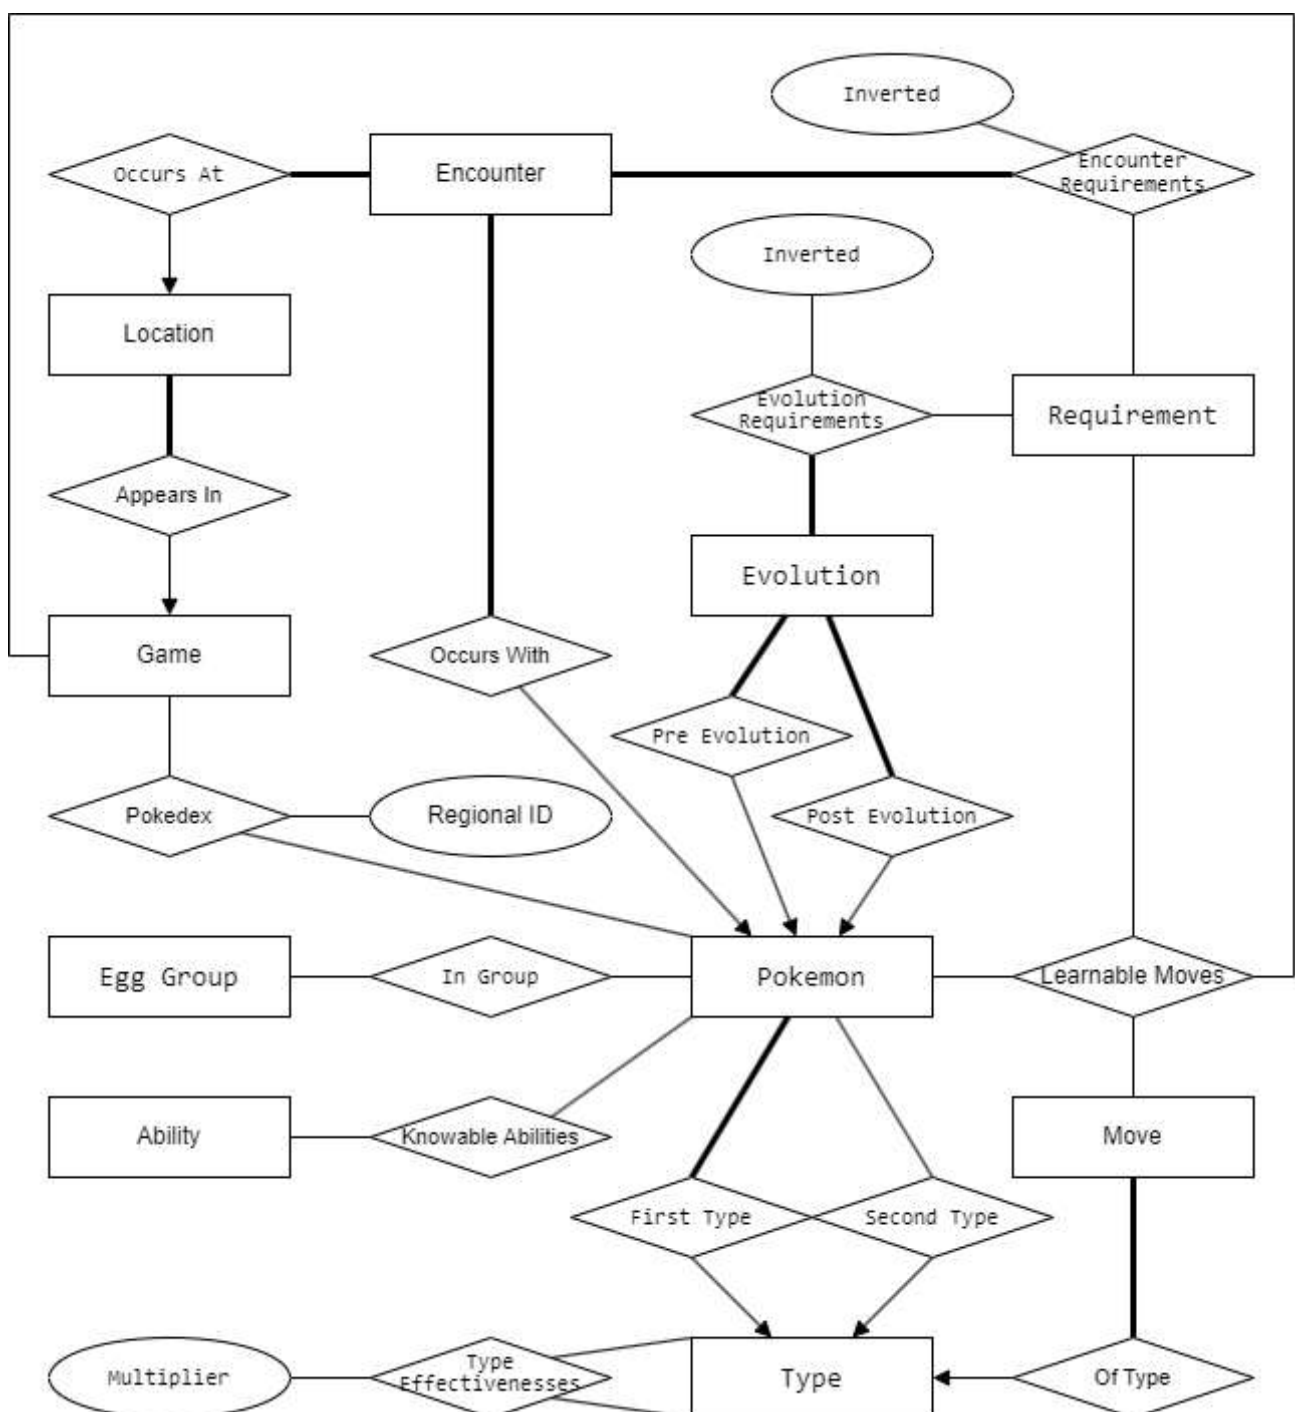 Inverted
Occurs At
Encounter
Encounter
Requirements
Inverted
Location
Evolution
Requirements
Requirement
Appears In
Evolution
Game
Occurs With
Pre Evolution
Pokedex
Regional ID
Post Evolution
Egg Group
In Group
Pokemon
Learnable Moves
Ability
Knowable Abilities
Move
First Type
Second Type
Multiplier
Type
Effectivenesses
Type
Of Type